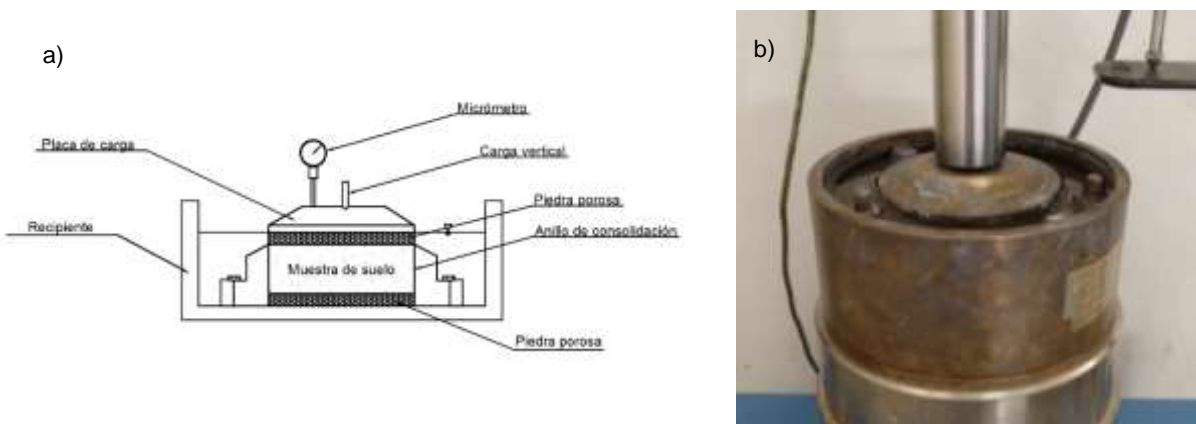 a)
Micrómetro
Placa de carga
Carga vertical
Piedra porosa
Recipiente
Anillo de consolidación
Muestra de suelo
Piedra porosa
b)